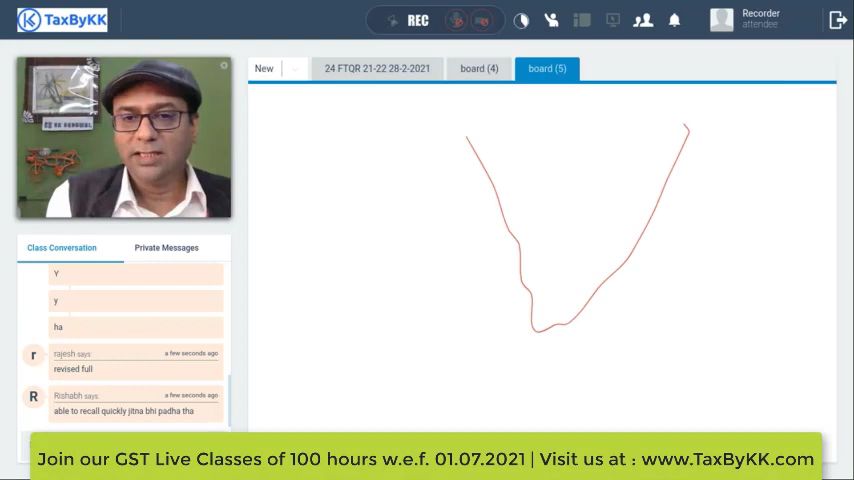 TaxByKK
REC
Recorder
attendee
New
24 FTQR 21-22 28-2-2021
board (4)
board (5)
Class Conversation
Private Messages
Y
y
ha
r
rajesh says:
a few seconds ago
revised full
R
Rishabh says:
a few seconds ago
able to recall quickly jitna bhi padha tha
Join our GST Live Classes of 100 hours w.e.f. 01.07.2021 | Visit us at : www.TaxByKK.com